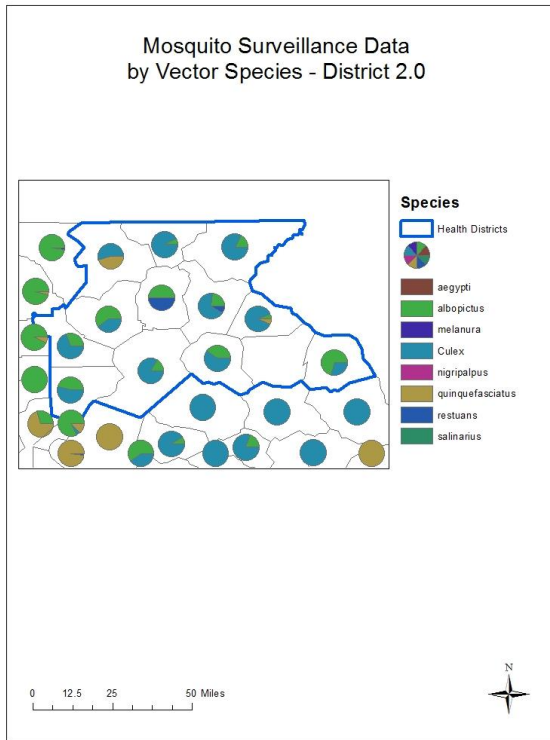 Mosquito Surveillance Data
by Vector Species - District 2.0
Species
Health Districts
aegypti
albopictus
melanura
Culex
nigripalpus
quinquefasciatus
restuans
salinarius
0 12.5 25 50 Miles
N